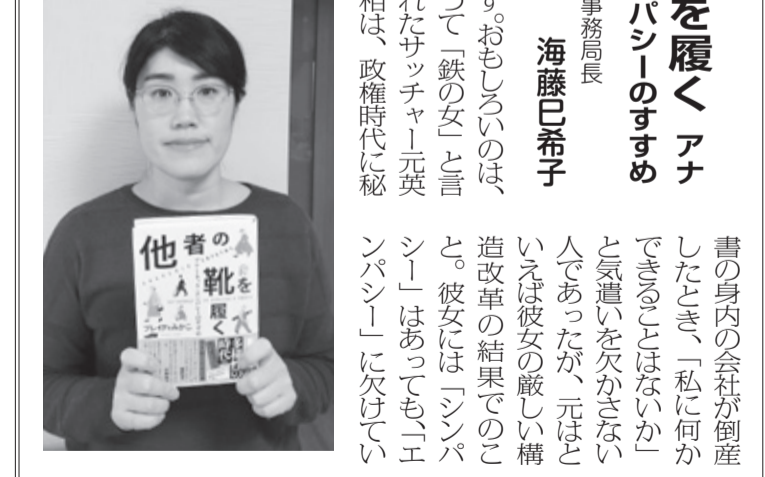 を履く アナ
パシーのすすめ
事務局長
海藤巳希子
す。おもしろいのは、
って「鉄の女」と言
れたサッチャー元英
相は、政権時代に秘
書の身内の会社が倒産
したとき、「私に何か
できることはないか」
と気遣いを欠かさない
人であったが、元はと
いえば彼女の厳しい構
造改革の結果でのこ
と。彼女には「シンパ
シー」はあっても、「エ
ンパシー」に欠けてい
他者の
靴を
履く
ブレイディみかこ